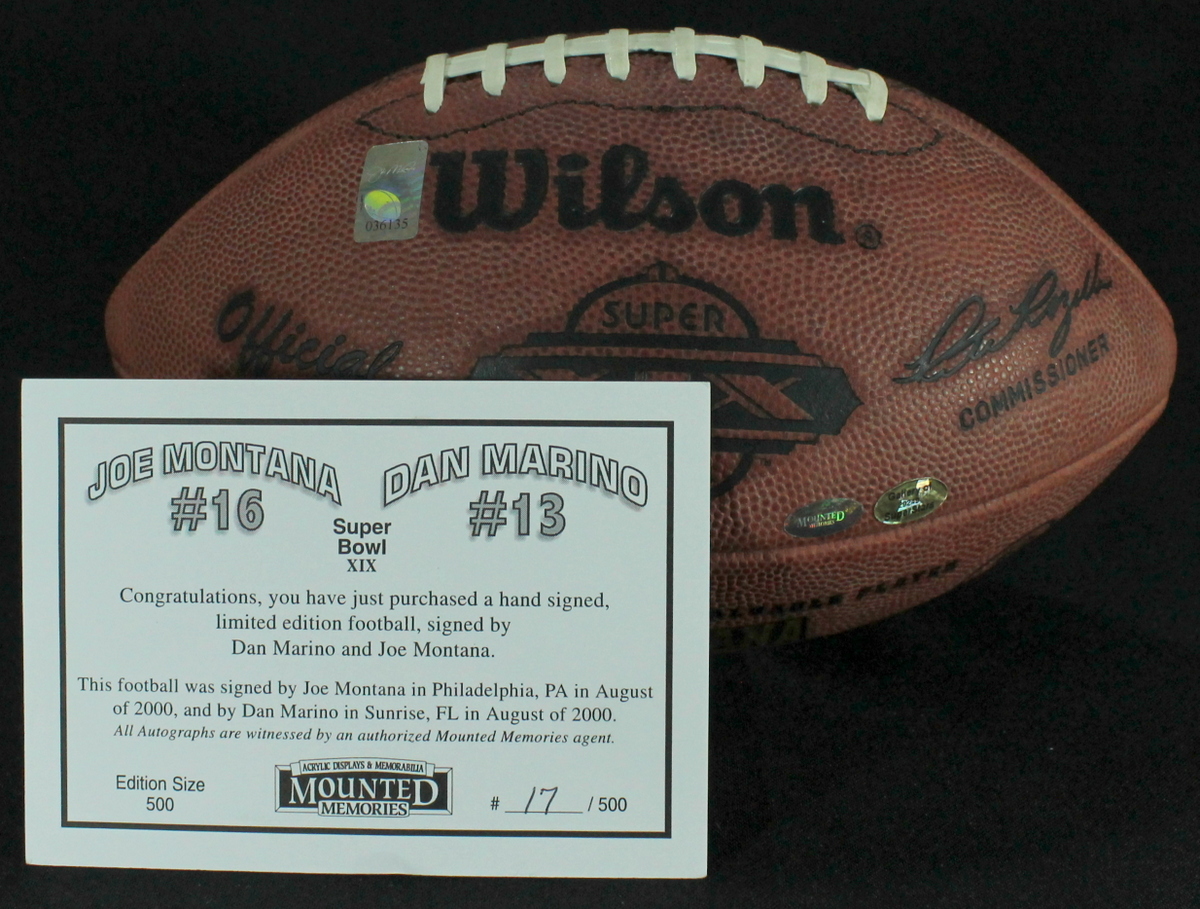 036135
Wilson®
Official
SUPER
XIX
COMMISSIONER
MOUNTED
MEMORIES
PLAYER
JOE MONTANA
#16
DAN MARINO
#13
Super
Bowl
XIX
Congratulations, you have just purchased a hand signed,
limited edition football, signed by
Dan Marino and Joe Montana.
This football was signed by Joe Montana in Philadelphia, PA in August
of 2000, and by Dan Marino in Sunrise, FL in August of 2000.
All Autographs are witnessed by an authorized Mounted Memories agent.
Edition Size
500
ACRYLIC DISPLAYS & MEMORABILIA
MOUNTED
MEMORIES
# 17 / 500